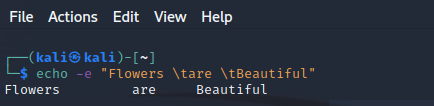 File Actions Edit View Help
┌──(kali㉿kali)-[~]
└─$ echo -e "Flowers \tare \tBeautiful"
Flowers         are     Beautiful